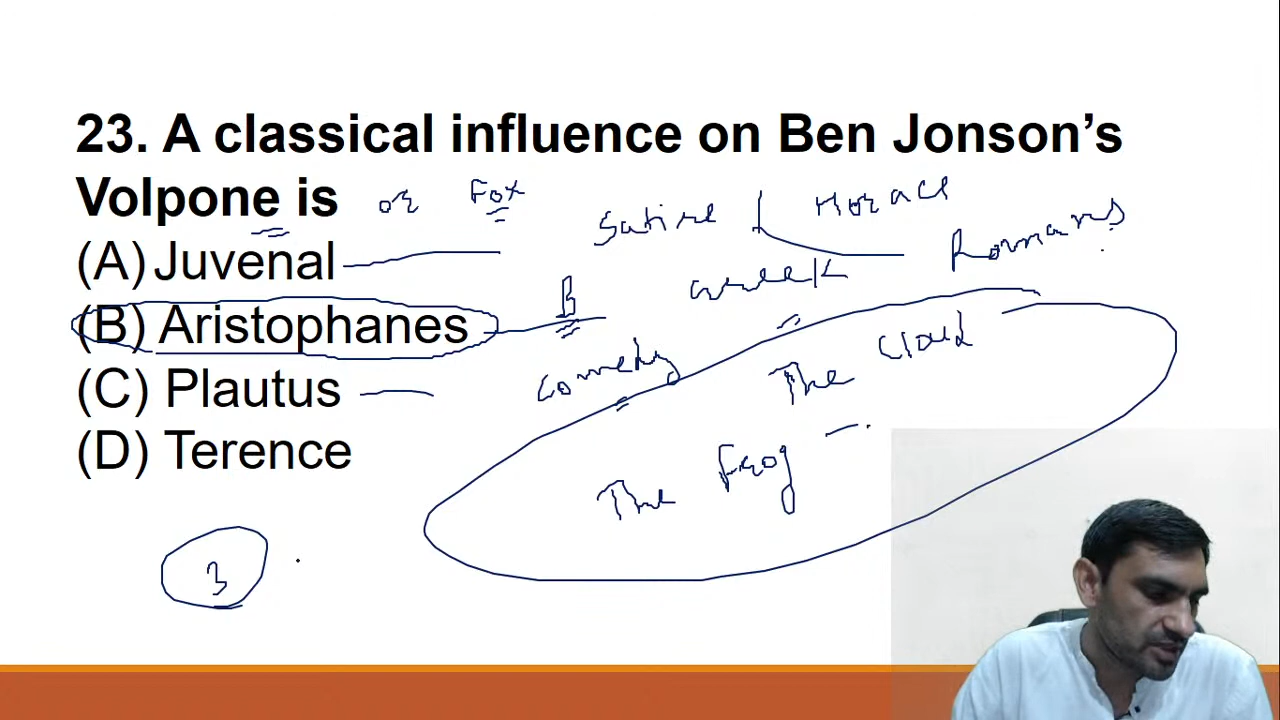 23. A classical influence on Ben Jonson's
Volpone is or Fox
Satire Horace
(A) Juvenal Romans
B Greek
(B) Aristophanes
Comedy The Cloud
(C) Plautus
(D) Terence The Frog
3